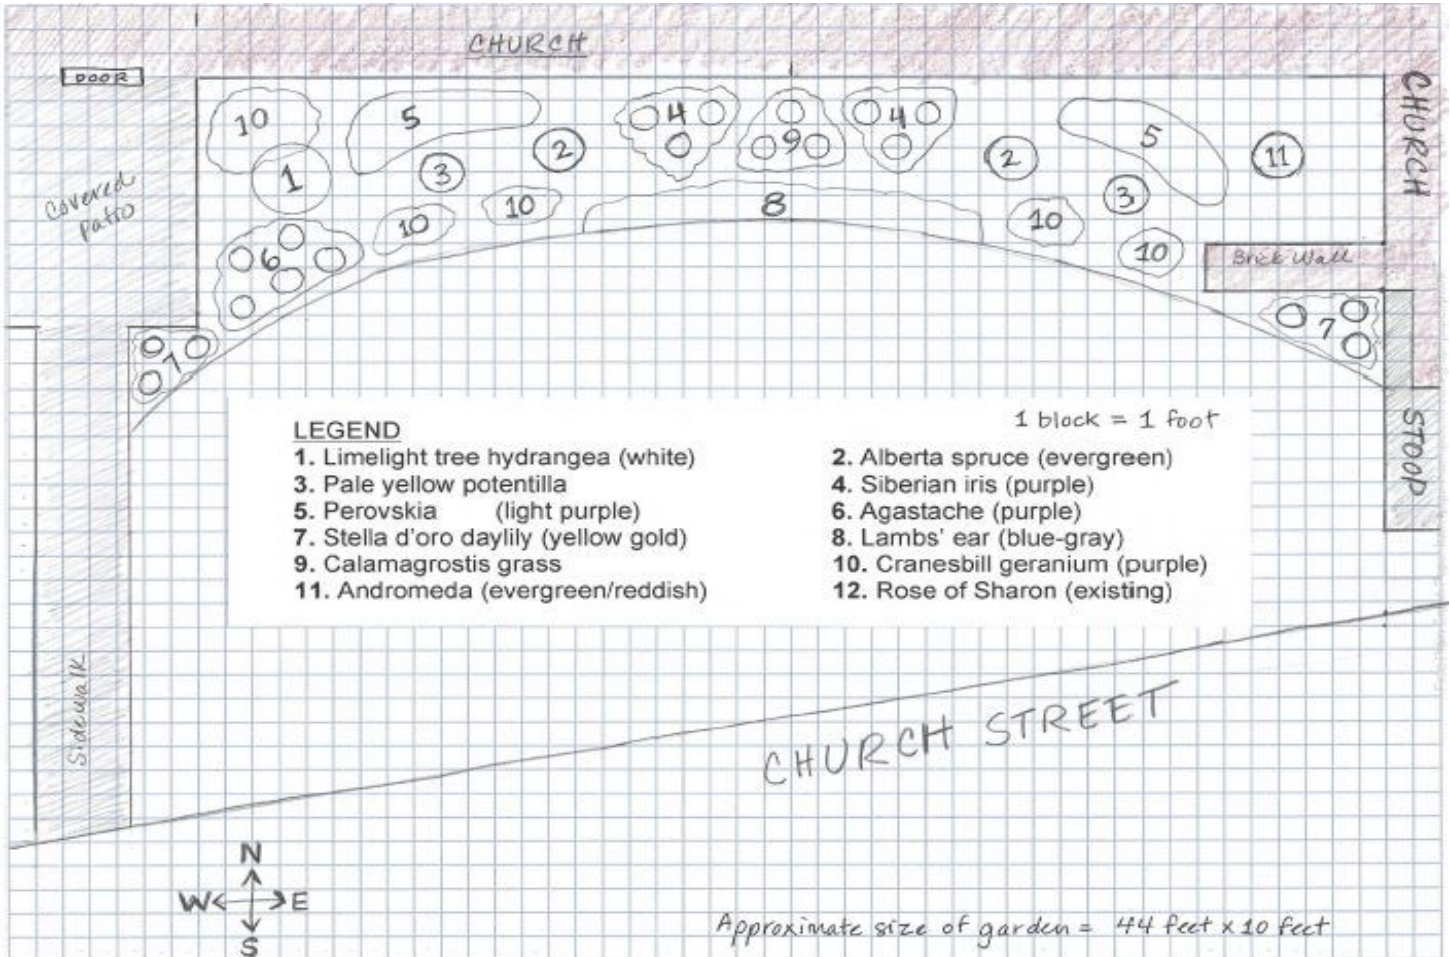 CHURCH
DOOR
CHURCH
10
5
4
9
4
5
2
2
11
3
3
1
Covered
Patio
10
10
8
10
10
6
Brick Wall
7
7
STOOP
1 block = 1 foot
LEGEND
1. Limelight tree hydrangea (white)
2. Alberta spruce (evergreen)
3. Pale yellow potentilla
4. Siberian iris (purple)
5. Perovskia (light purple)
6. Agastache (purple)
7. Stella d'oro daylily (yellow gold)
8. Lambs' ear (blue-gray)
9. Calamagrostis grass
10. Cranesbill geranium (purple)
11. Andromeda (evergreen/reddish)
12. Rose of Sharon (existing)
Sidewalk
CHURCH STREET
N
W E
S
Approximate size of garden = 44 feet x 10 feet